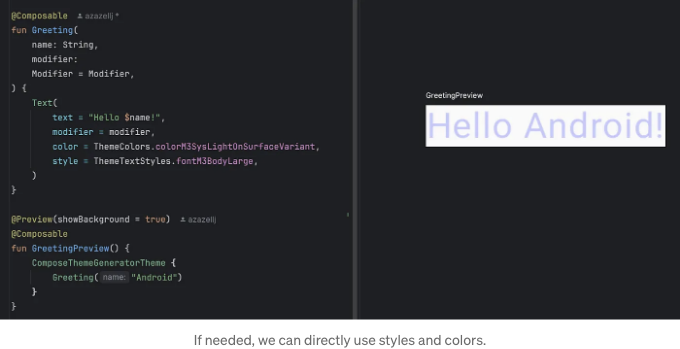 @Composable azazellj *
fun Greeting(
name: String,
modifier:
Modifier = Modifier,
) {
Text(
text = "Hello $name!",
modifier = modifier,
color = ThemeColors.colorM3SysLightOnSurfaceVariant,
style = ThemeTextStyles.fontM3BodyLarge,
)
}
@Preview(showBackground = true) azazellj
@Composable
fun GreetingPreview() {
ComposeThemeGeneratorTheme {
Greeting( name: "Android")
}
}
GreetingPreview
Hello Android!
If needed, we can directly use styles and colors.